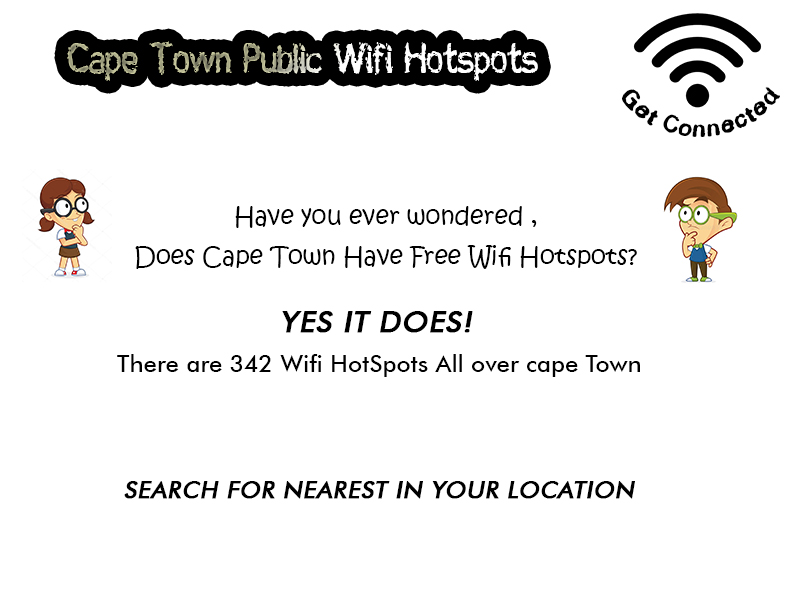 Cape Town Public Wifi Hotspots
Get Connected
Have you ever wondered ,
Does Cape Town Have Free Wifi Hotspots?
YES IT DOES!
There are 342 Wifi HotSpots All over cape Town
SEARCH FOR NEAREST IN YOUR LOCATION